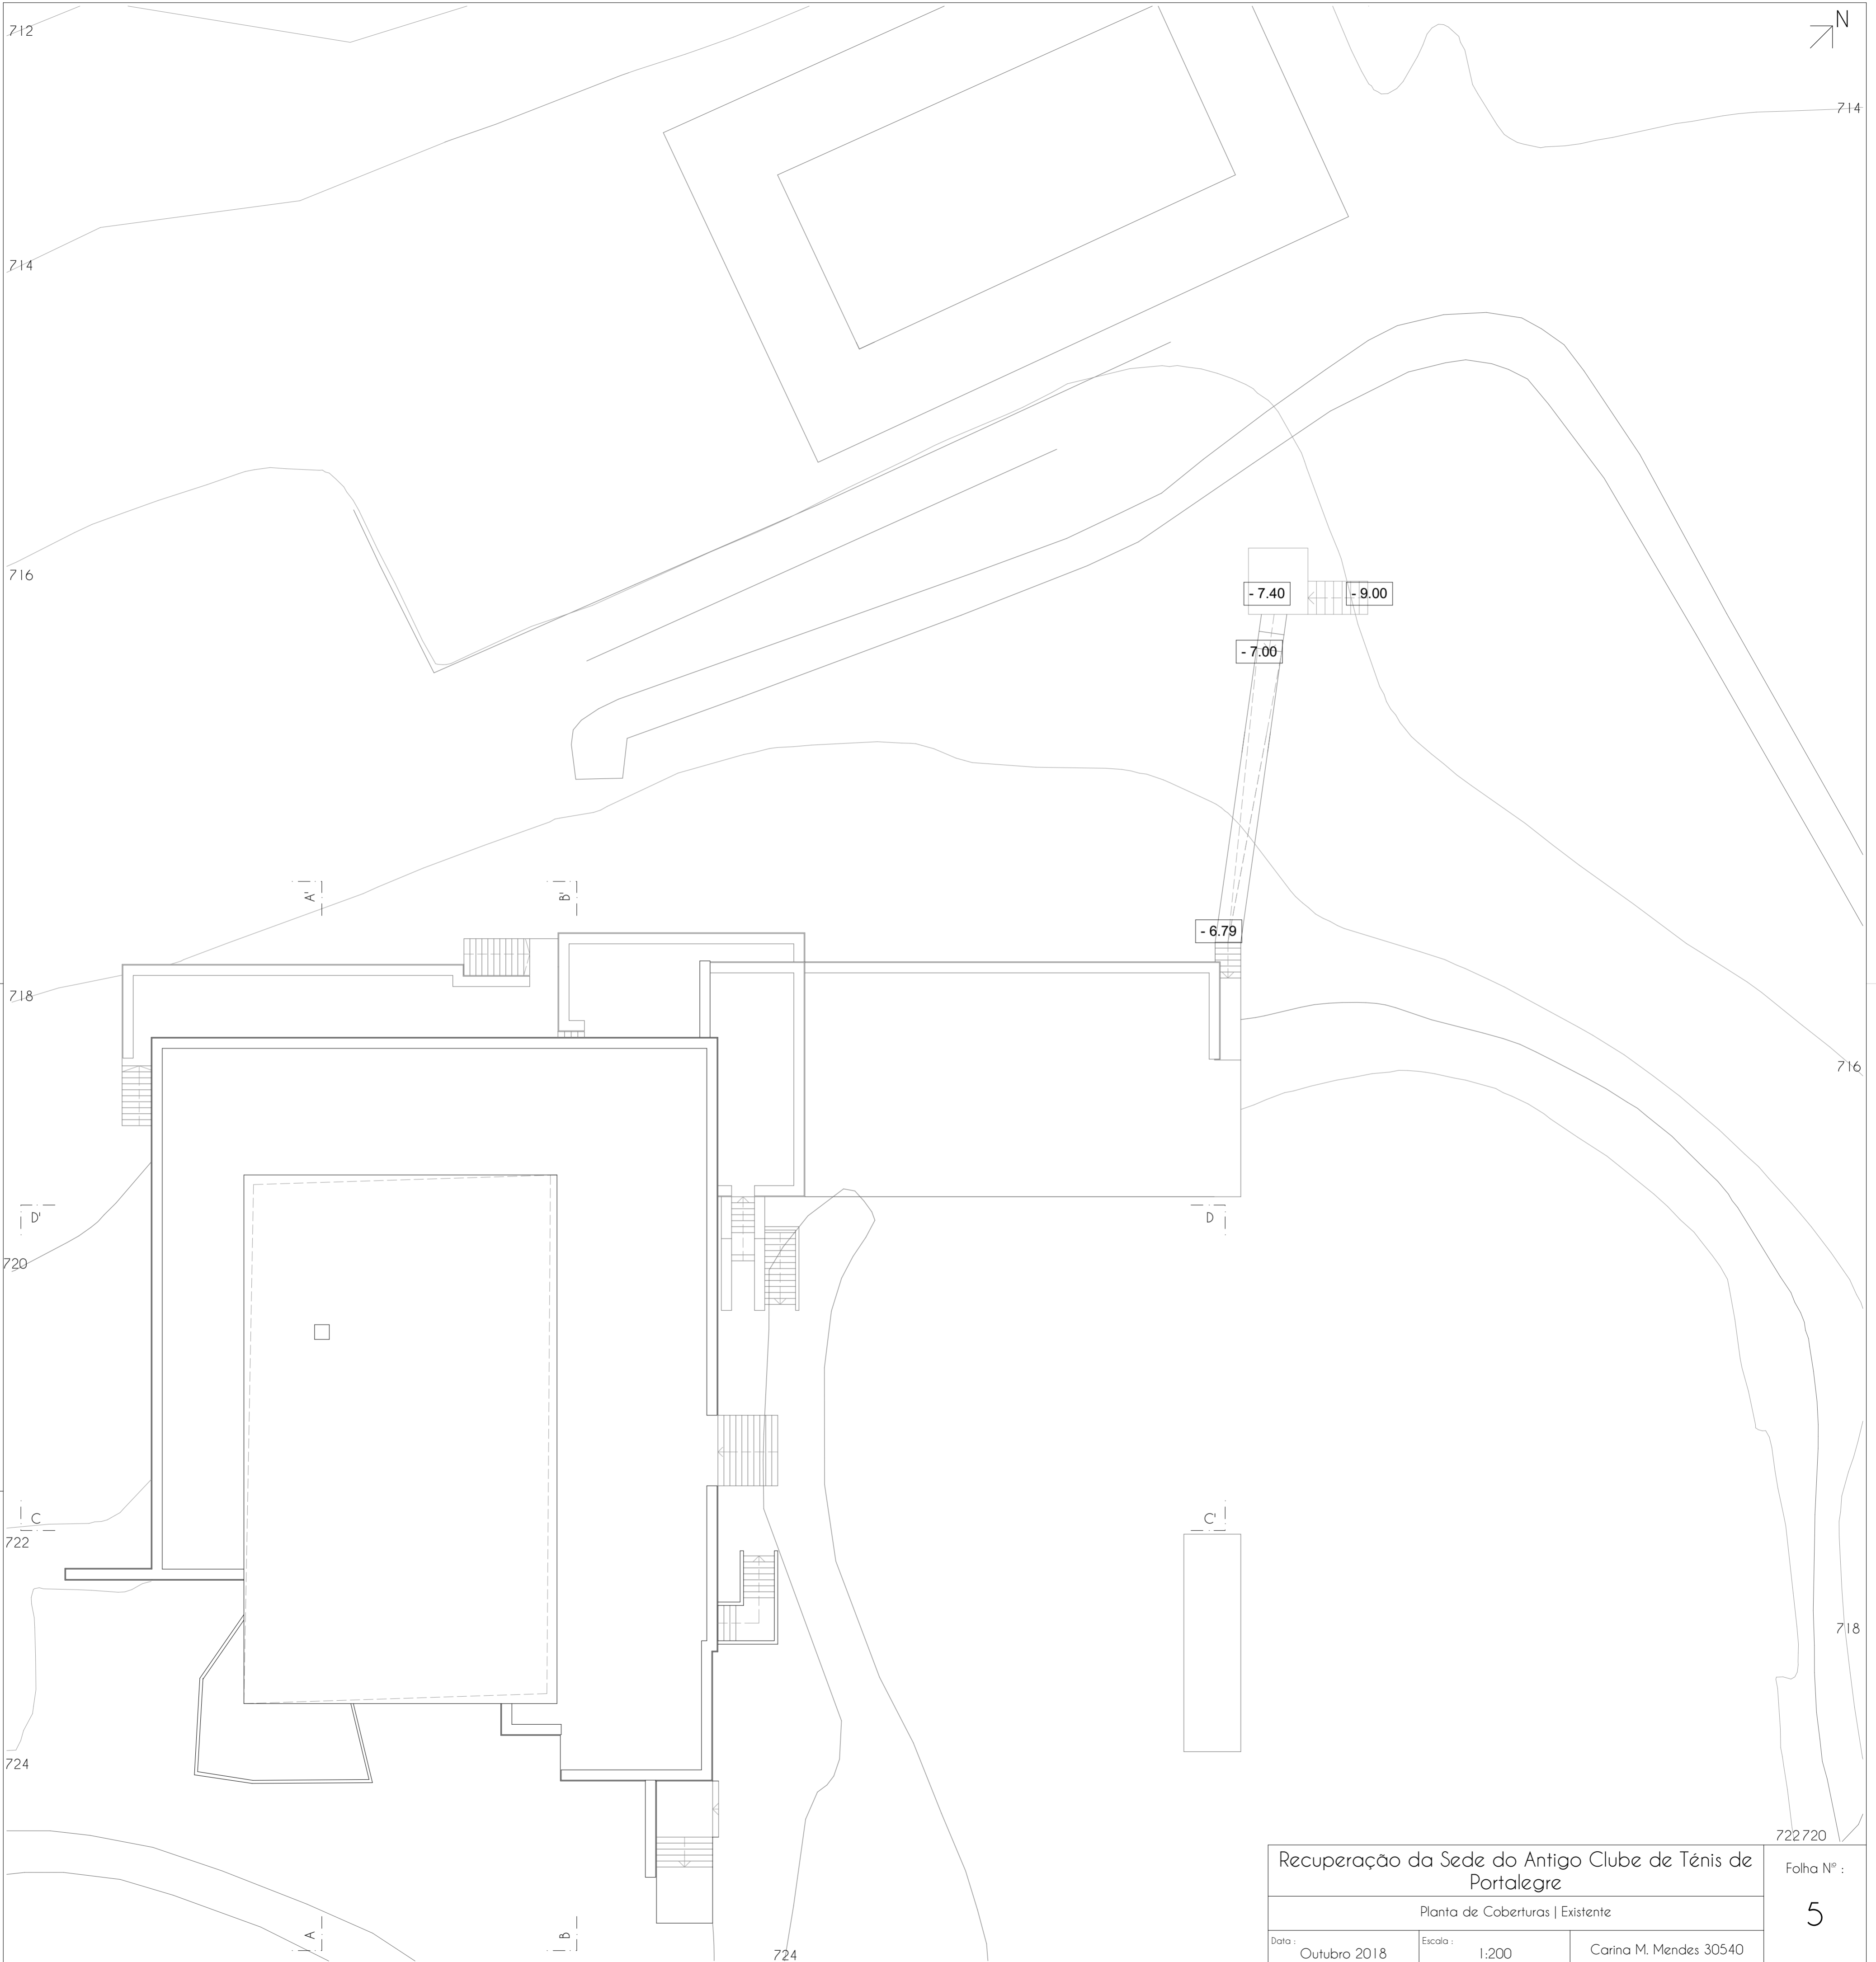 N
712
714
714
716
- 7.40
- 9.00
- 7.00
A'
B'
- 6.79
718
716
D'
D
720
C
C'
722
718
724
722 720
A
B
724
Recuperação da Sede do Antigo Clube de Ténis de
Portalegre
Planta de Coberturas | Existente
Data :
Outubro 2018
Escala :
1:200
Carina M. Mendes 30540
Folha Nº :
5